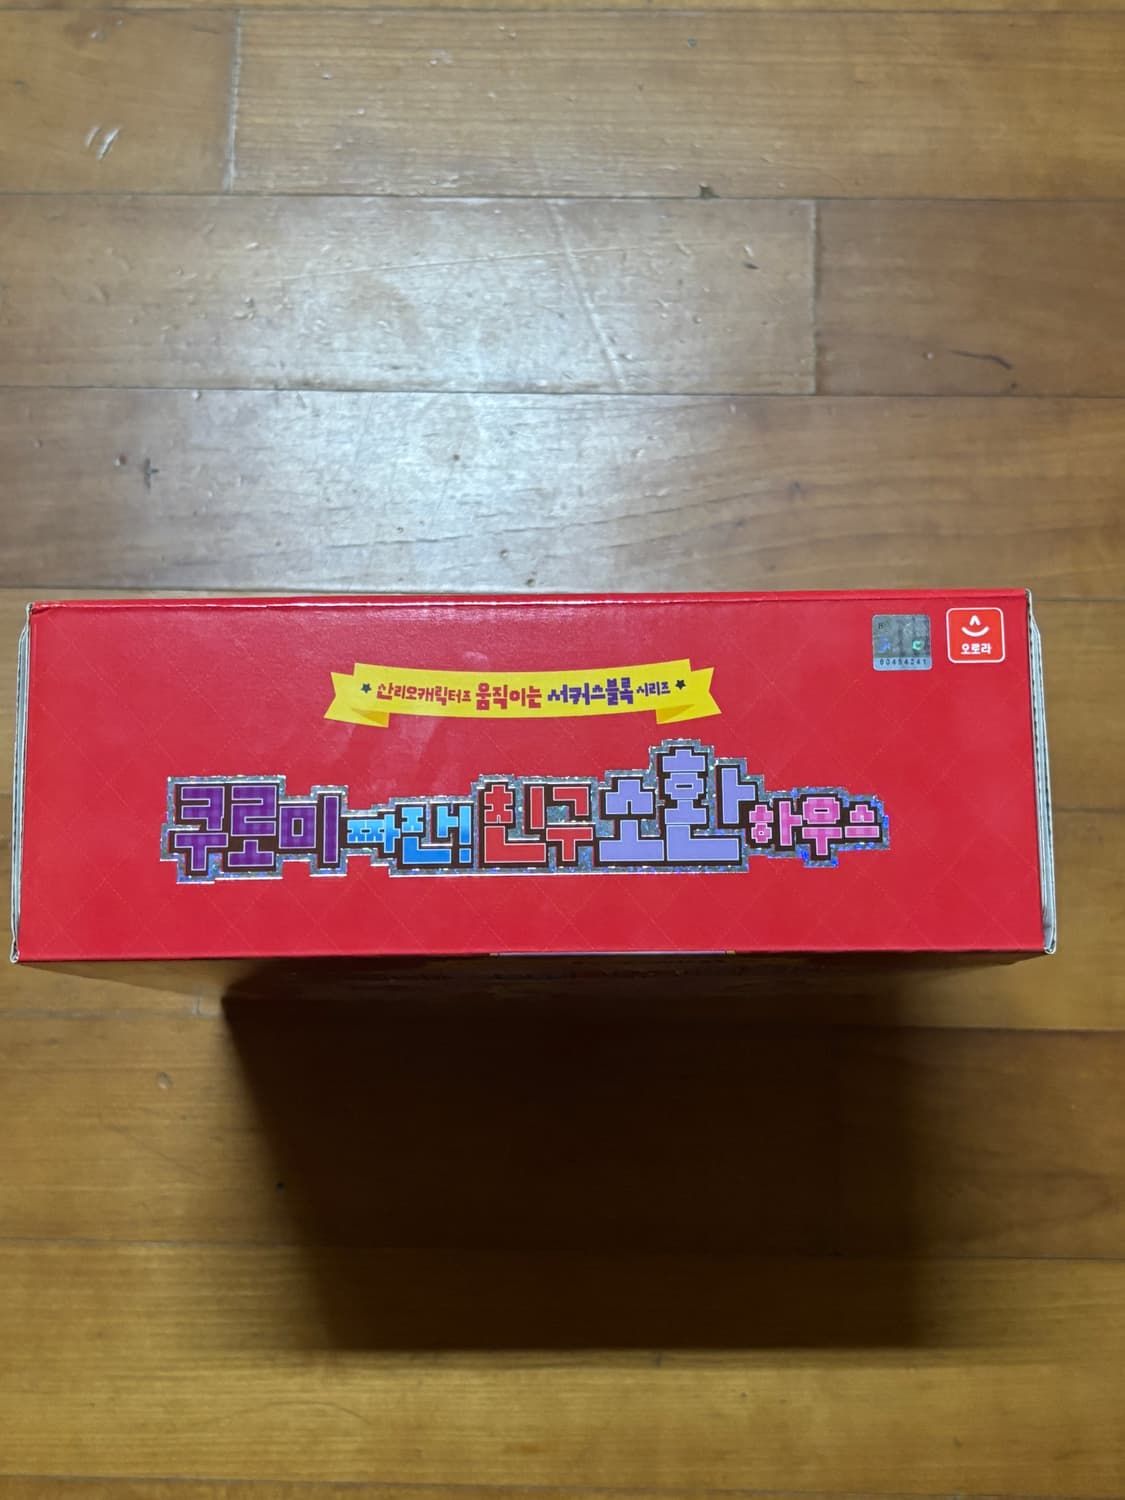 오로라
00454241
★ 산리오캐릭터즈 움직이는 서커스블록 시리즈 ★
쿠로미 짜잔! 친구 소환 하우스